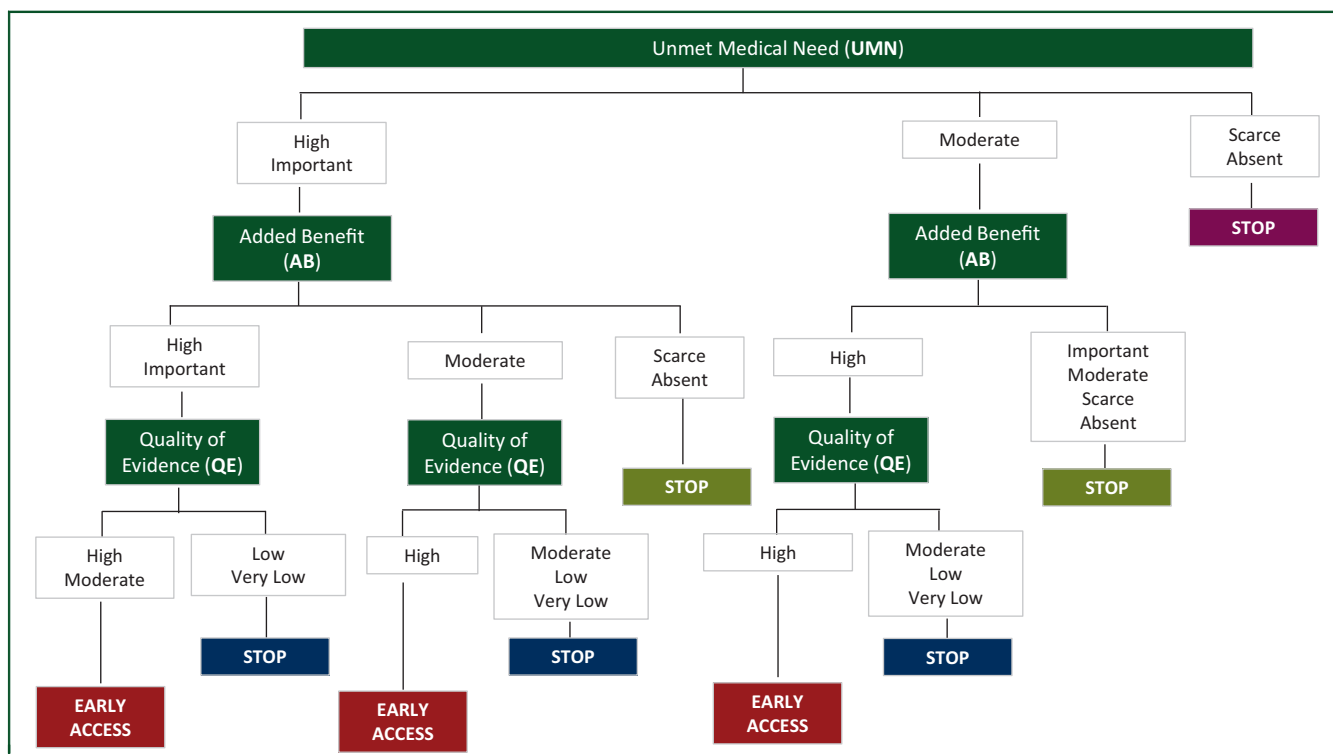 Unmet Medical Need (UMN)
High
Important
Moderate
Scarce
Absent
Added Benefit
(AB)
Added Benefit
(AB)
STOP
High
Important
Moderate
Scarce
Absent
High
Important
Moderate
Scarce
Absent
Quality of
Evidence (QE)
Quality of
Evidence (QE)
STOP
Quality of
Evidence (QE)
STOP
High
Moderate
Low
Very Low
High
Moderate
Low
Very Low
High
Moderate
Low
Very Low
STOP
STOP
STOP
EARLY
ACCESS
EARLY
ACCESS
EARLY
ACCESS